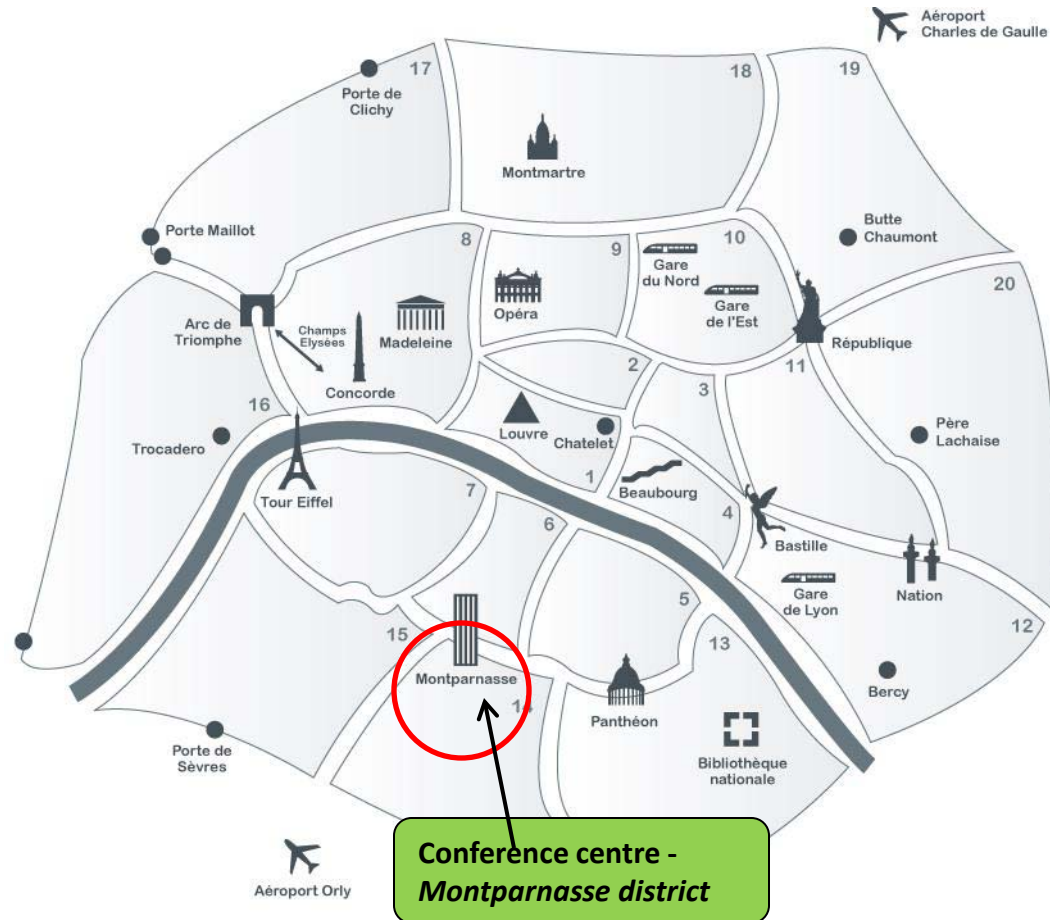 Aéroport
Charles de Gaulle
17
18
19
Porte de
Clichy
Montmartre
Porte Maillot
8
9
10
Butte
Chaumont
Gare
du Nord
Gare
de l'Est
20
Opéra
Arc de
Triomphe
Champs
Elysées
Madeleine
République
Concorde
2
3
11
16
Trocadero
Louvre
Chatelet
Père
Lachaise
1
Beaubourg
Tour Eiffel
7
4
6
Bastille
Gare
de Lyon
Nation
5
12
15
13
Montparnasse
14
Panthéon
Bercy
Porte de
Sèvres
Bibliothèque
nationale
Conference centre -
Montparnasse district
Aéroport Orly